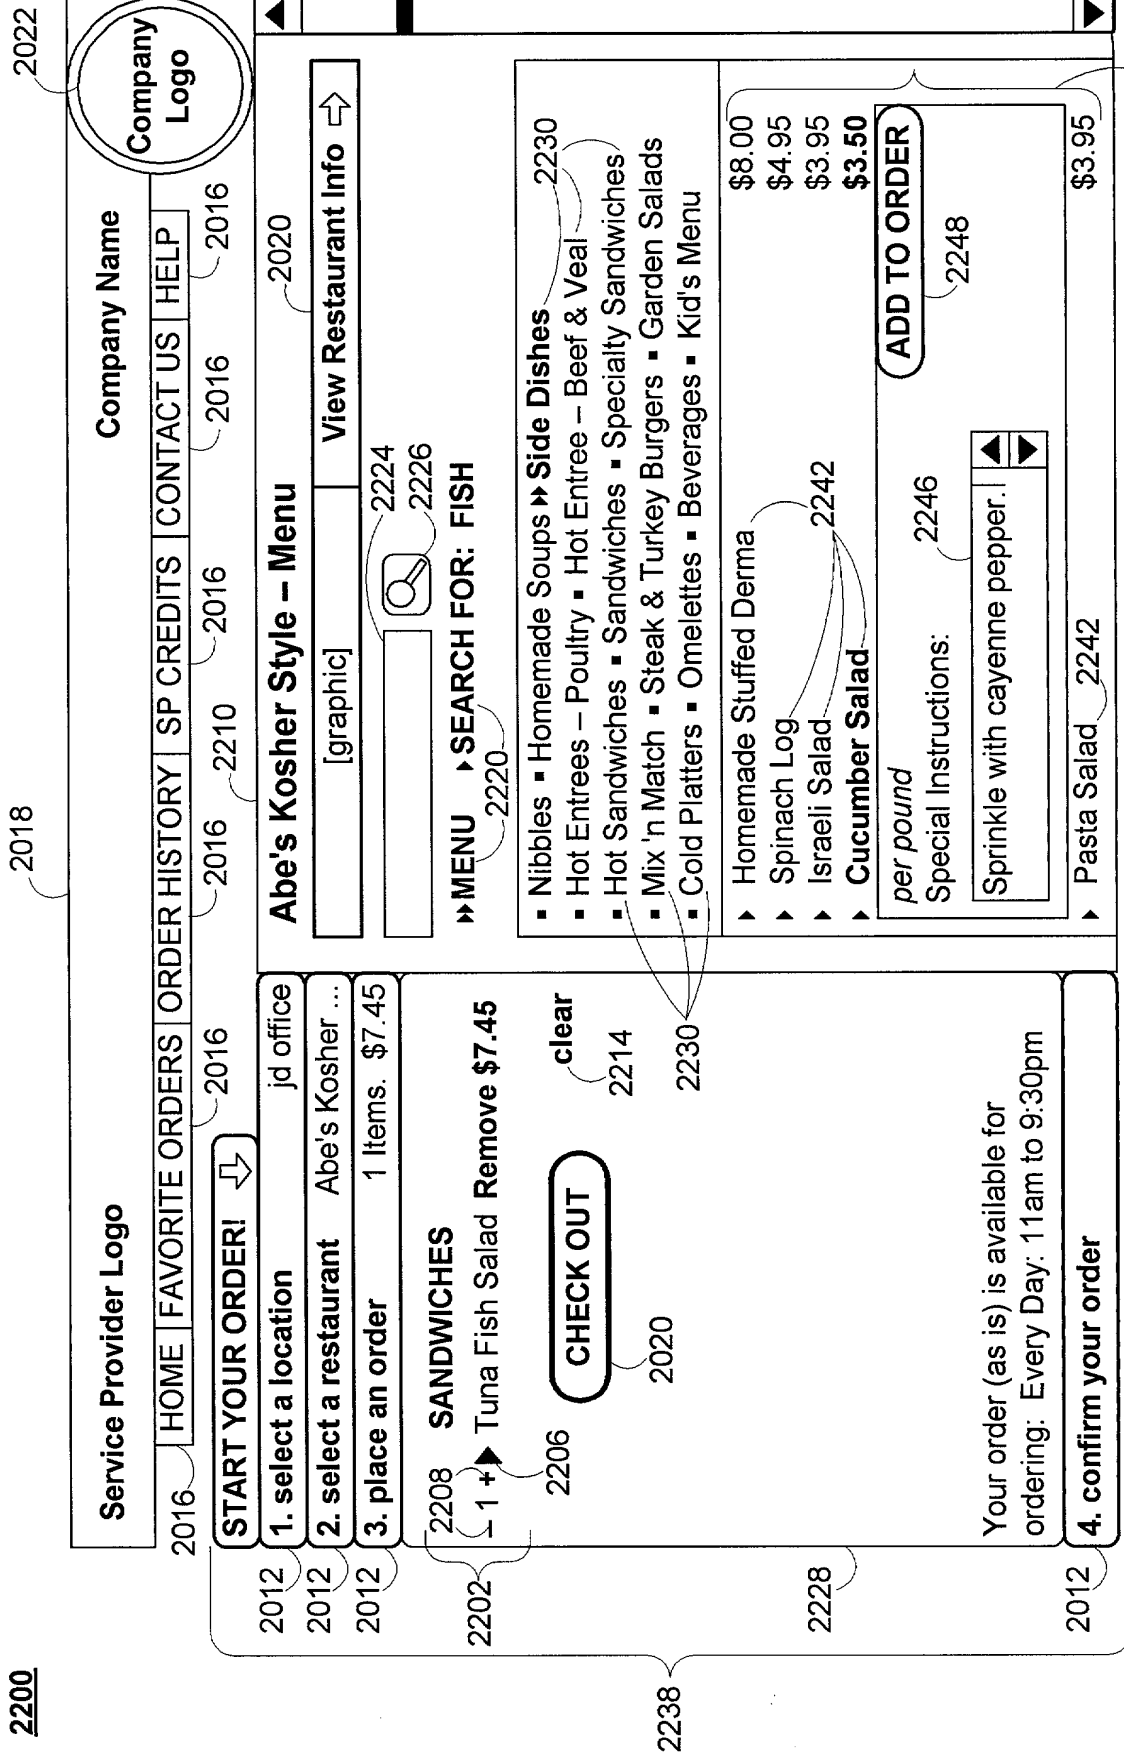 2200
2018
2022
Service Provider Logo
Company Name
Company
Logo
2016
HOME
FAVORITE ORDERS
ORDER HISTORY
SP CREDITS
CONTACT US
HELP
2016
2016
2016
2016
2016
2210
START YOUR ORDER!
2012
1. select a location
jd office
2012
2. select a restaurant
Abe's Kosher ...
2012
3. place an order
1 Items. $7.45
2208
SANDWICHES
2202
– 1 + Tuna Fish Salad Remove $7.45
2206
CHECK OUT
clear
2214
2020
2230
2228
Your order (as is) is available for
ordering: Every Day: 11am to 9:30pm
2012
4. confirm your order
2238
Abe's Kosher Style – Menu
2020
[graphic]
View Restaurant Info
2224
2226
MENU
SEARCH FOR: FISH
2220
▪ Nibbles ▪ Homemade Soups Side Dishes
2230
▪ Hot Entrees – Poultry ▪ Hot Entree – Beef & Veal
▪ Hot Sandwiches ▪ Sandwiches ▪ Specialty Sandwiches
▪ Mix 'n Match ▪ Steak & Turkey Burgers ▪ Garden Salads
▪ Cold Platters ▪ Omelettes ▪ Beverages ▪ Kid's Menu
Homemade Stuffed Derma $8.00
Spinach Log $4.95
2242
Israeli Salad $3.95
Cucumber Salad $3.50
per pound
ADD TO ORDER
Special Instructions:
2246
2248
Sprinkle with cayenne pepper.
Pasta Salad $3.95
2242